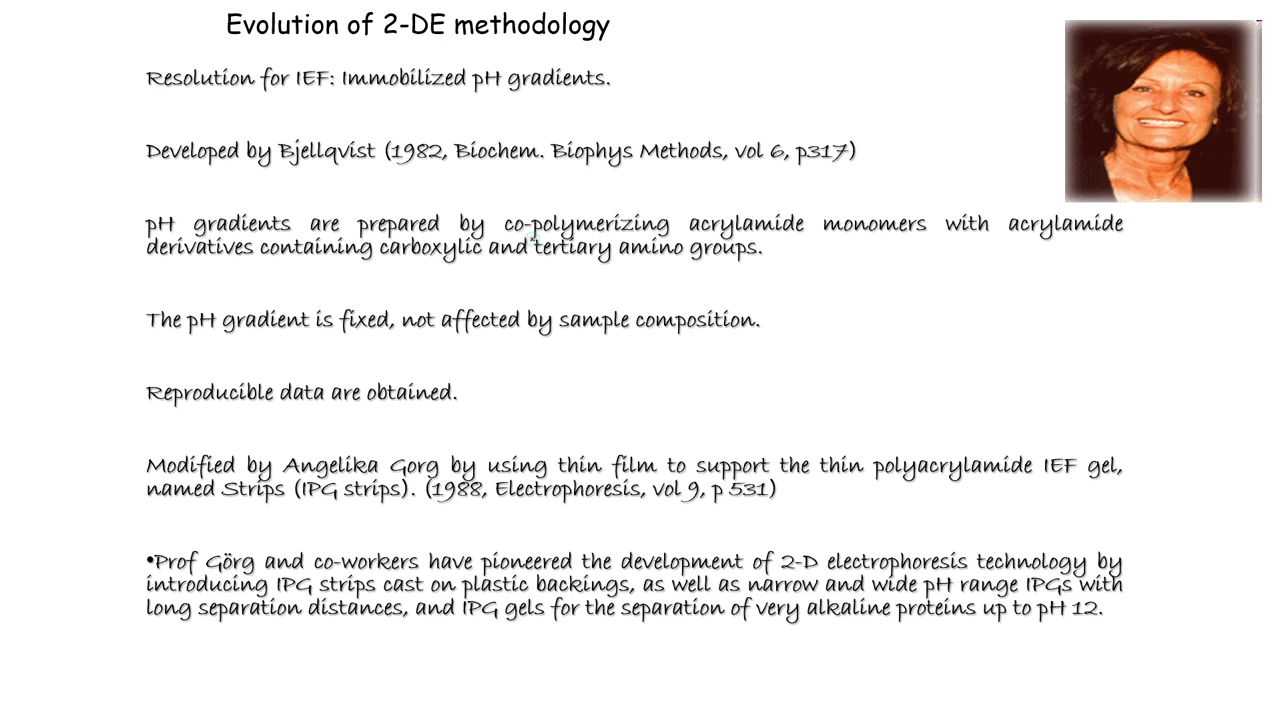 Evolution of 2-DE methodology
Resolution for IEF: Immobilized pH gradients.
Developed by Bjellqvist (1982, Biochem. Biophys Methods, vol 6, p317)
pH gradients are prepared by co-polymerizing acrylamide monomers with acrylamide
derivatives containing carboxylic and tertiary amino groups.
The pH gradient is fixed, not affected by sample composition.
Reproducible data are obtained.
Modified by Angelika Gorg by using thin film to support the thin polyacrylamide IEF gel,
named Strips (IPG strips). (1988, Electrophoresis, vol 9, p 531)
•Prof Görg and co-workers have pioneered the development of 2-D electrophoresis technology by
introducing IPG strips cast on plastic backings, as well as narrow and wide pH range IPGs with
long separation distances, and IPG gels for the separation of very alkaline proteins up to pH 12.